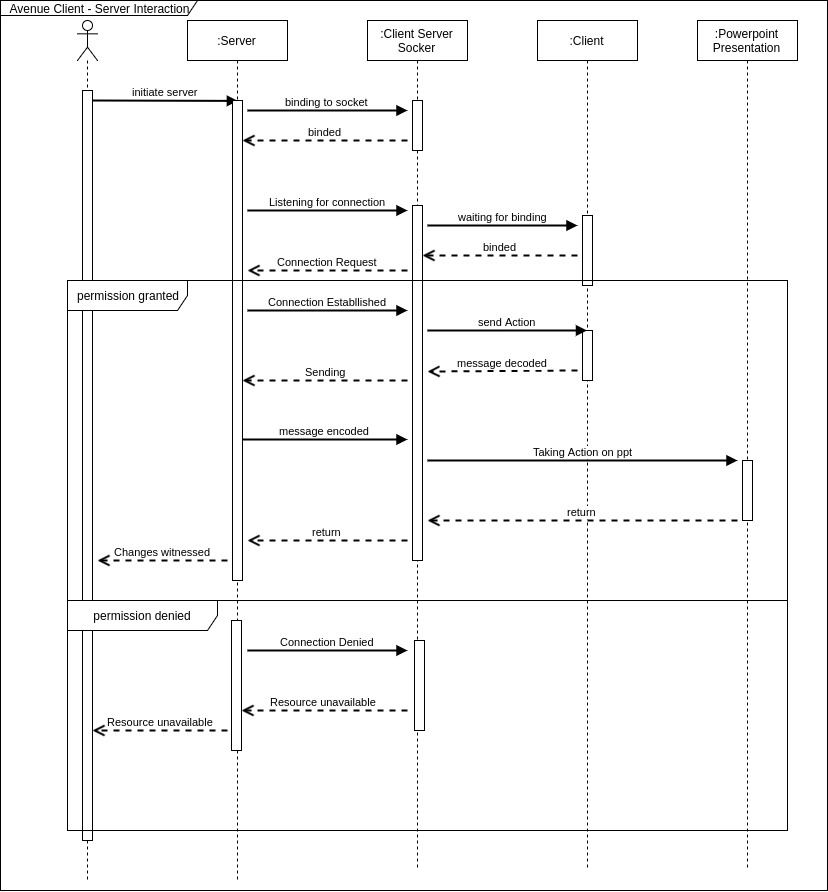 Avenue Client - Server Interaction
:Server
:Client Server
Socker
:Client
:Powerpoint
Presentation
initiate server
binding to socket
binded
Listening for connection
waiting for binding
binded
Connection Request
permission granted
Connection Establlished
send Action
message decoded
Sending
message encoded
Taking Action on ppt
return
return
Changes witnessed
permission denied
Connection Denied
Resource unavailable
Resource unavailable